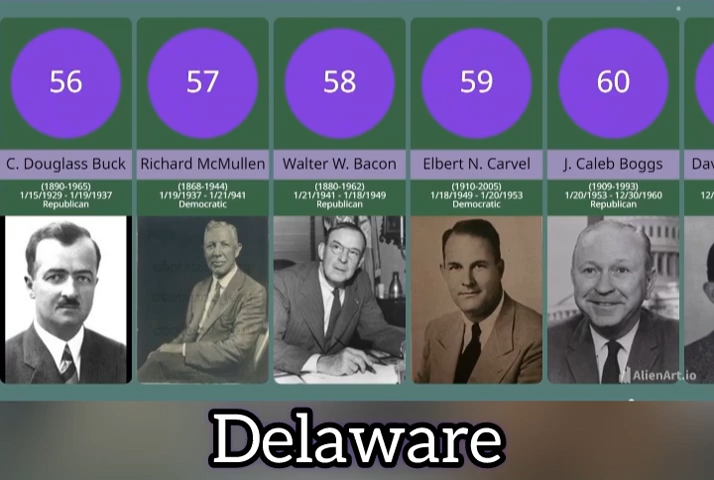 56
57
58
59
60
C. Douglass Buck
Richard McMullen
Walter W. Bacon
Elbert N. Carvel
J. Caleb Boggs
Dav
(1890-1965)
1/15/1929 - 1/19/1937
Republican
(1868-1944)
1/19/1937 - 1/21/941
Democratic
(1880-1962)
1/21/1941 - 1/18/1949
Republican
(1910-2005)
1/18/1949 - 1/20/1953
Democratic
(1909-1993)
1/20/1953 - 12/30/1960
Republican
12/
AlienArt.io
Delaware